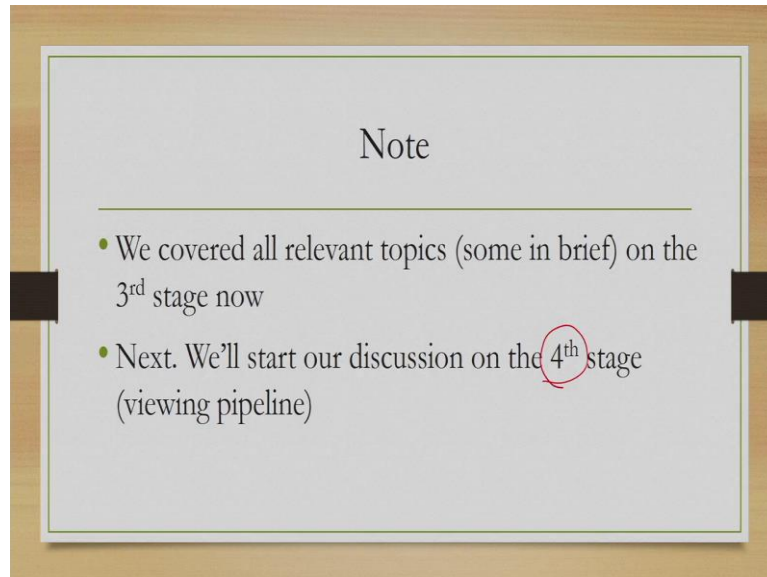 Note
• We covered all relevant topics (some in brief) on the
3rd stage now
• Next. We'll start our discussion on the 4th stage
(viewing pipeline)